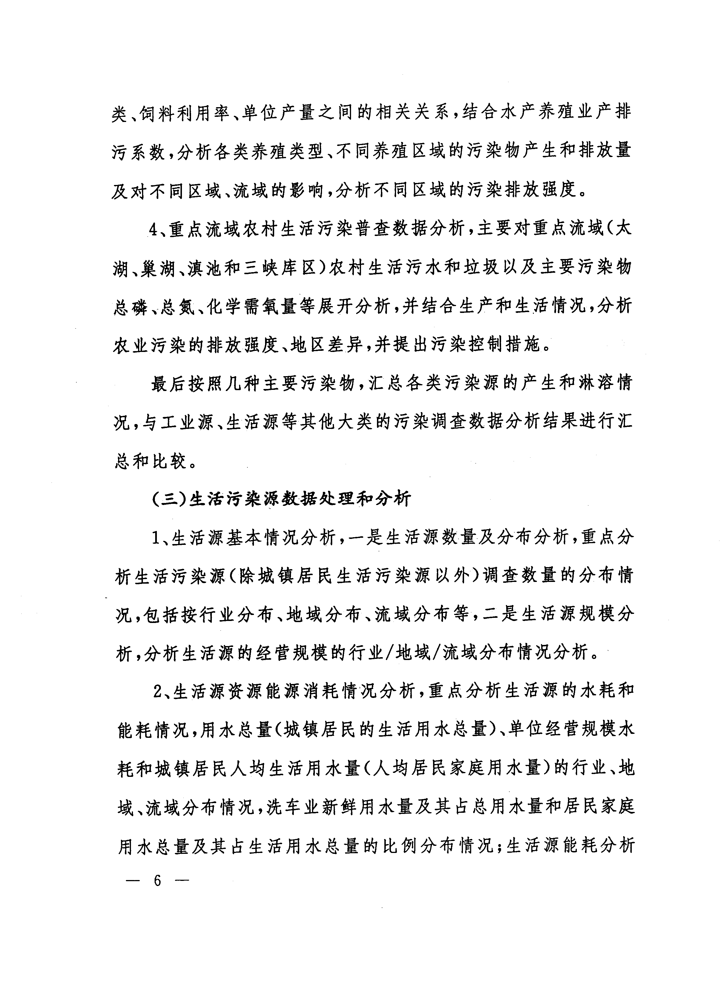 类、饲料利用率、单位产量之间的相关关系,结合水产养殖业产排
污系数,分析各类养殖类型、不同养殖区域的污染物产生和排放量
及对不同区域、流域的影响,分析不同区域的污染排放强度。
4、重点流域农村生活污染普查数据分析,主要对重点流域(太
湖、巢湖、滇池和三峡库区)农村生活污水和垃圾以及主要污染物
总磷、总氮、化学需氧量等展开分析,并结合生产和生活情况,分析
农业污染的排放强度、地区差异,并提出污染控制措施。
最后按照几种主要污染物,汇总各类污染源的产生和淋溶情
况,与工业源、生活源等其他大类的污染调查数据分析结果进行汇
总和比较。
(三)生活污染源数据处理和分析
1、生活源基本情况分析,一是生活源数量及分布分析,重点分
析生活污染源(除城镇居民生活污染源以外)调查数量的分布情
况,包括按行业分布、地域分布、流域分布等,二是生活源规模分
析,分析生活源的经营规模的行业/地域/流域分布情况分析。
2、生活源资源能源消耗情况分析,重点分析生活源的水耗和
能耗情况,用水总量(城镇居民的生活用水总量)、单位经营规模水
耗和城镇居民人均生活用水量(人均居民家庭用水量)的行业、地
域、流域分布情况,洗车业新鲜用水量及其占总用水量和居民家庭
用水总量及其占生活用水总量的比例分布情况;生活源能耗分析
— 6 —